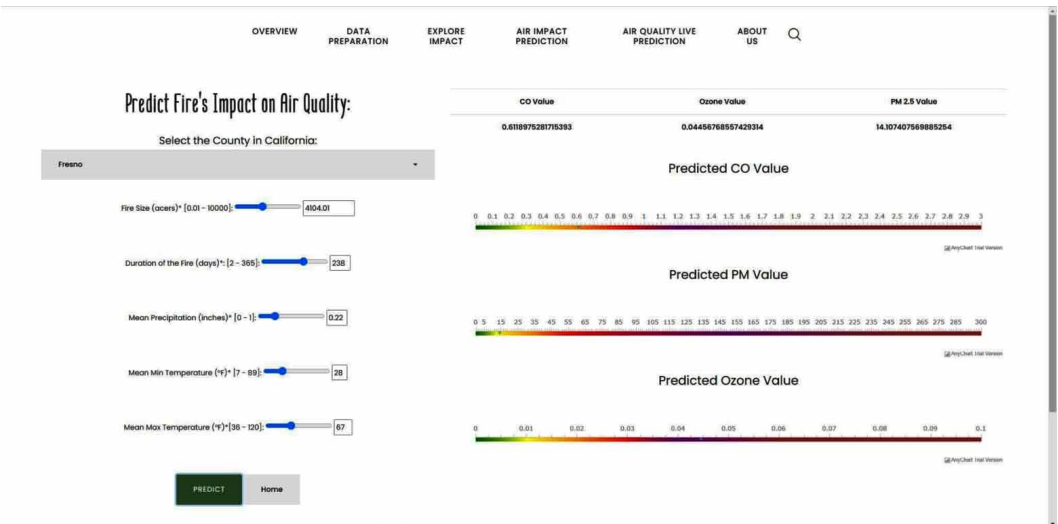 OVERVIEW
DATA
PREPARATION
EXPLORE
IMPACT
AIR IMPACT
PREDICTION
AIR QUALITY LIVE
PREDICTION
ABOUT
US
Predict Fire's Impact on Air Quality:
Select the County in California:
Fresno
Fire Size (acers)* [0.01 - 10000]: 4104.01
Duration of the Fire (days)*: [2 - 365]: 238
Mean Precipitation (inches)* [0 - 1]: 0.22
Mean Min Temperature (°F)* [7 - 89]: 28
Mean Max Temperature (°F)*[36 - 120]: 67
PREDICT Home
CO Value Ozone Value PM 2.5 Value
0.6118975281715393 0.04456768557429314 14.107407569885254
Predicted CO Value
0 0.1 0.2 0.3 0.4 0.5 0.6 0.7 0.8 0.9 1 1.1 1.2 1.3 1.4 1.5 1.6 1.7 1.8 1.9 2 2.1 2.2 2.3 2.4 2.5 2.6 2.7 2.8 2.9 3
AnyChart Trial Version
Predicted PM Value
0 5 15 25 35 45 55 65 75 85 95 105 115 125 135 145 155 165 175 185 195 205 215 225 235 245 255 265 275 285 300
AnyChart Trial Version
Predicted Ozone Value
0 0.01 0.02 0.03 0.04 0.05 0.06 0.07 0.08 0.09 0.1
AnyChart Trial Version